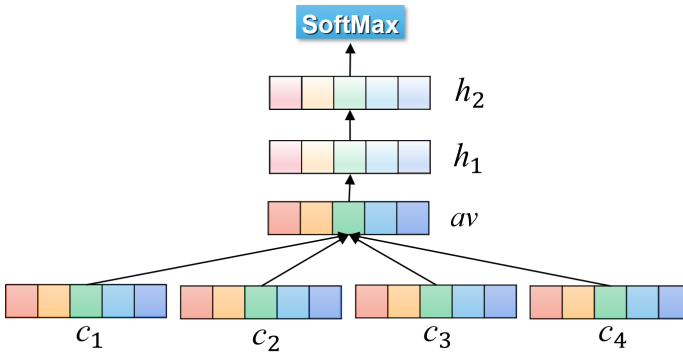 SoftMax
h₂
h₁
av
c₁ c₂ c₃ c₄